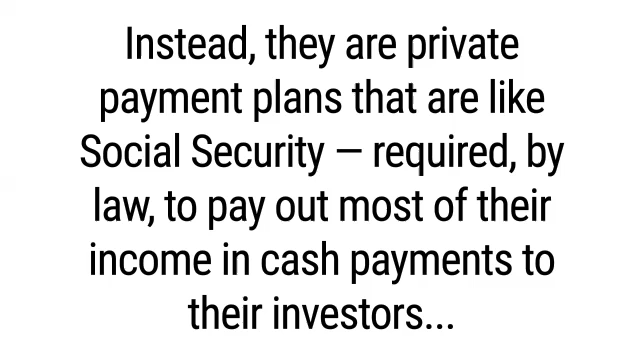 Instead, they are private
payment plans that are like
Social Security — required, by
law, to pay out most of their
income in cash payments to
their investors...